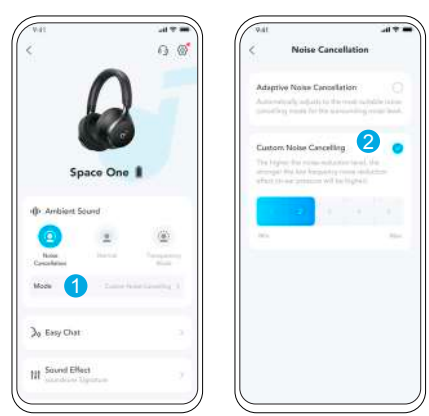 9:41
Space One
Ambient Sound
Noise Cancellation
Normal
Transparency Mode
Mode
1
Custom Noise Cancelling
Easy Chat
Sound Effect
soundcore Signature
9:41
Noise Cancellation
Adaptive Noise Cancellation
Automatically adjusts to the most suitable noise
cancelling mode for the surrounding noise level.
Custom Noise Cancelling
2
The higher the noise reduction level, the
stronger the low frequency noise reduction
effect (in-ear pressure will be higher).
1 2 3 4 5
Min
Max